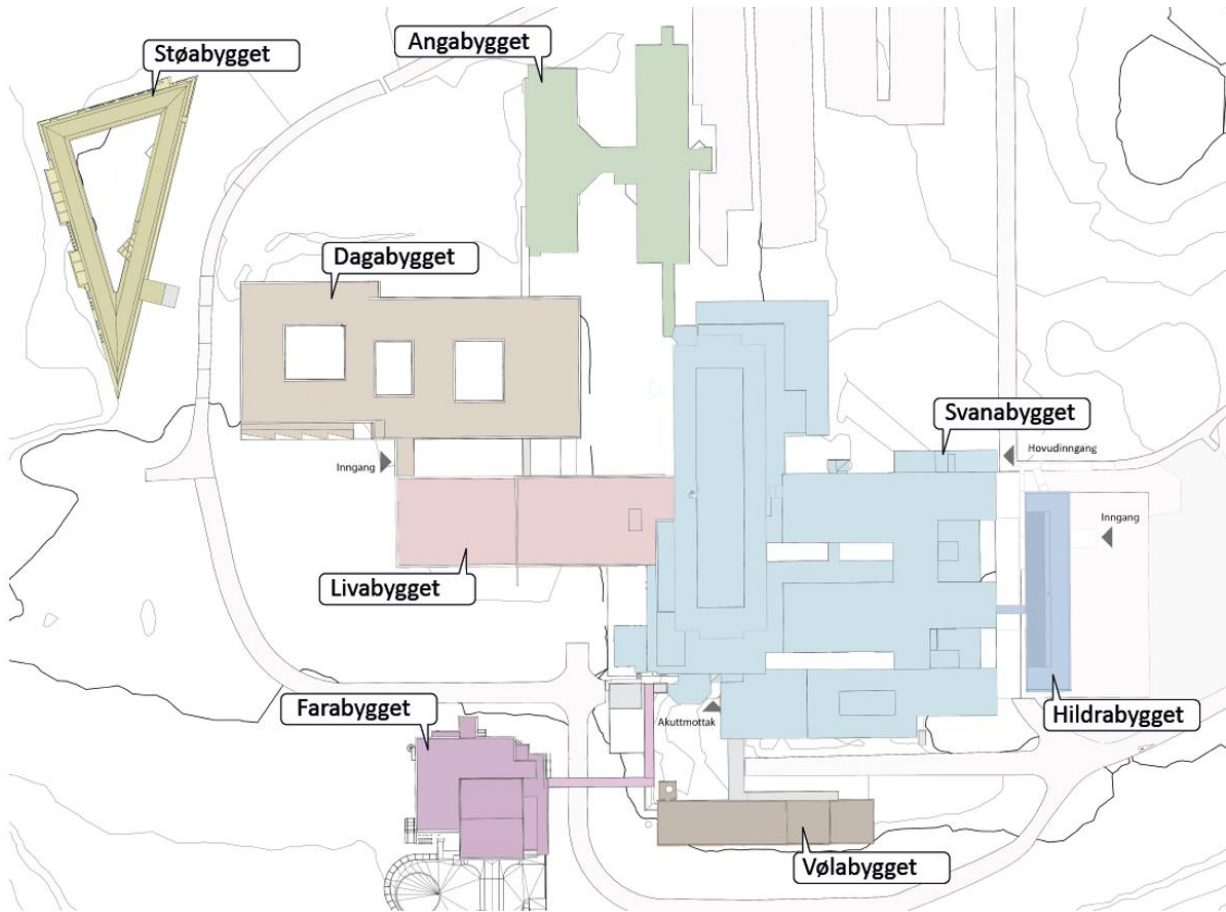 Støabygget
Angabygget
Dagabygget
Svanabygget
Hovudinngang
Inngang
Inngang
Livabygget
Farabygget
Akuttmottak
Hildrabygget
Vølabygget